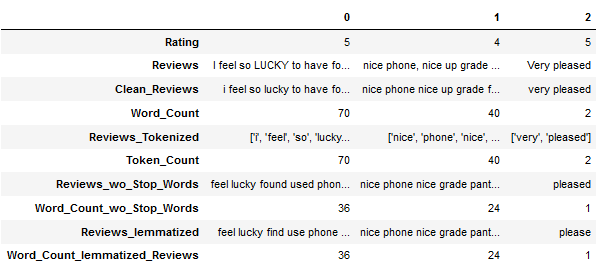 0 1 2
Rating 5 4 5
Reviews I feel so LUCKY to have fo... nice phone, nice up grade ... Very pleased
Clean_Reviews i feel so lucky to have fo... nice phone nice up grade f... very pleased
Word_Count 70 40 2
Reviews_Tokenized ['i', 'feel', 'so', 'lucky... ['nice', 'phone', 'nice', ... ['very', 'pleased']
Token_Count 70 40 2
Reviews_wo_Stop_Words feel lucky found used phon... nice phone nice grade pant... pleased
Word_Count_wo_Stop_Words 36 24 1
Reviews_lemmatized feel lucky find use phone ... nice phone nice grade pant... please
Word_Count_lemmatized_Reviews 36 24 1